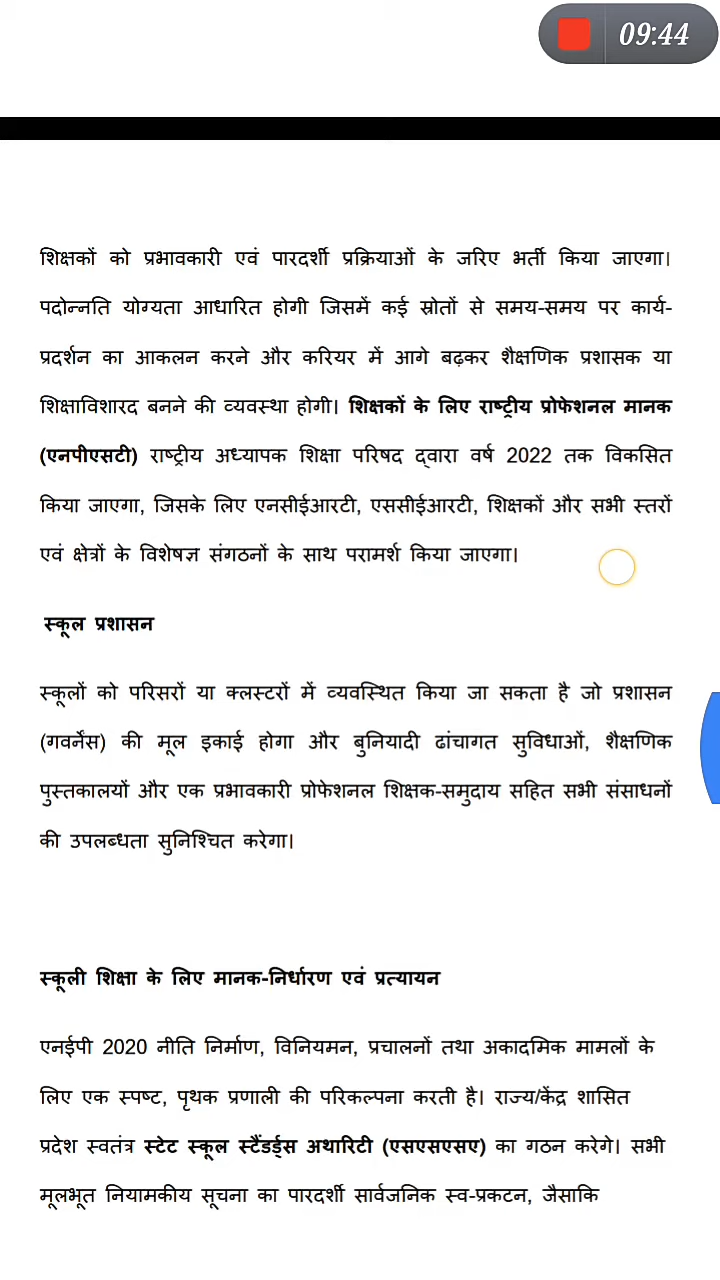 09:44
शिक्षकों को प्रभावकारी एवं पारदर्शी प्रक्रियाओं के जरिए भर्ती किया जाएगा।
पदोन्नति योग्यता आधारित होगी जिसमें कई स्रोतों से समय-समय पर कार्य-
प्रदर्शन का आकलन करने और करियर में आगे बढ़कर शैक्षणिक प्रशासक या
शिक्षाविशारद बनने की व्यवस्था होगी। शिक्षकों के लिए राष्ट्रीय प्रोफेशनल मानक
(एनपीएसटी) राष्ट्रीय अध्यापक शिक्षा परिषद द्वारा वर्ष 2022 तक विकसित
किया जाएगा, जिसके लिए एनसीईआरटी, एससीईआरटी, शिक्षकों और सभी स्तरों
एवं क्षेत्रों के विशेषज्ञ संगठनों के साथ परामर्श किया जाएगा।
स्कूल प्रशासन
स्कूलों को परिसरों या क्लस्टरों में व्यवस्थित किया जा सकता है जो प्रशासन
(गवर्नेंस) की मूल इकाई होगा और बुनियादी ढांचागत सुविधाओं, शैक्षणिक
पुस्तकालयों और एक प्रभावकारी प्रोफेशनल शिक्षक-समुदाय सहित सभी संसाधनों
की उपलब्धता सुनिश्चित करेगा।
स्कूली शिक्षा के लिए मानक-निर्धारण एवं प्रत्यायन
एनईपी 2020 नीति निर्माण, विनियमन, प्रचालनों तथा अकादमिक मामलों के
लिए एक स्पष्ट, पृथक प्रणाली की परिकल्पना करती है। राज्य/केंद्र शासित
प्रदेश स्वतंत्र स्टेट स्कूल स्टैंडर्ड्स अथारिटी (एसएसएसए) का गठन करेगे। सभी
मूलभूत नियामकीय सूचना का पारदर्शी सार्वजनिक स्व-प्रकटन, जैसाकि